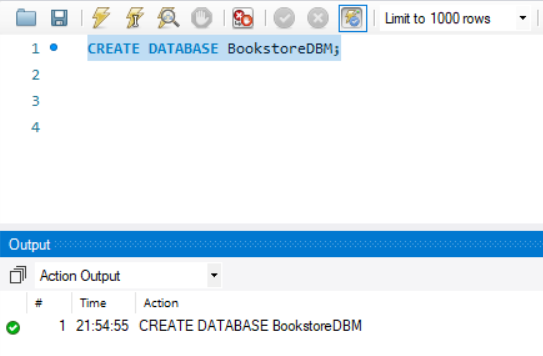 Limit to 1000 rows
1 CREATE DATABASE BookstoreDBM;
2
3
4
Output
Action Output
# Time Action
1 21:54:55 CREATE DATABASE BookstoreDBM